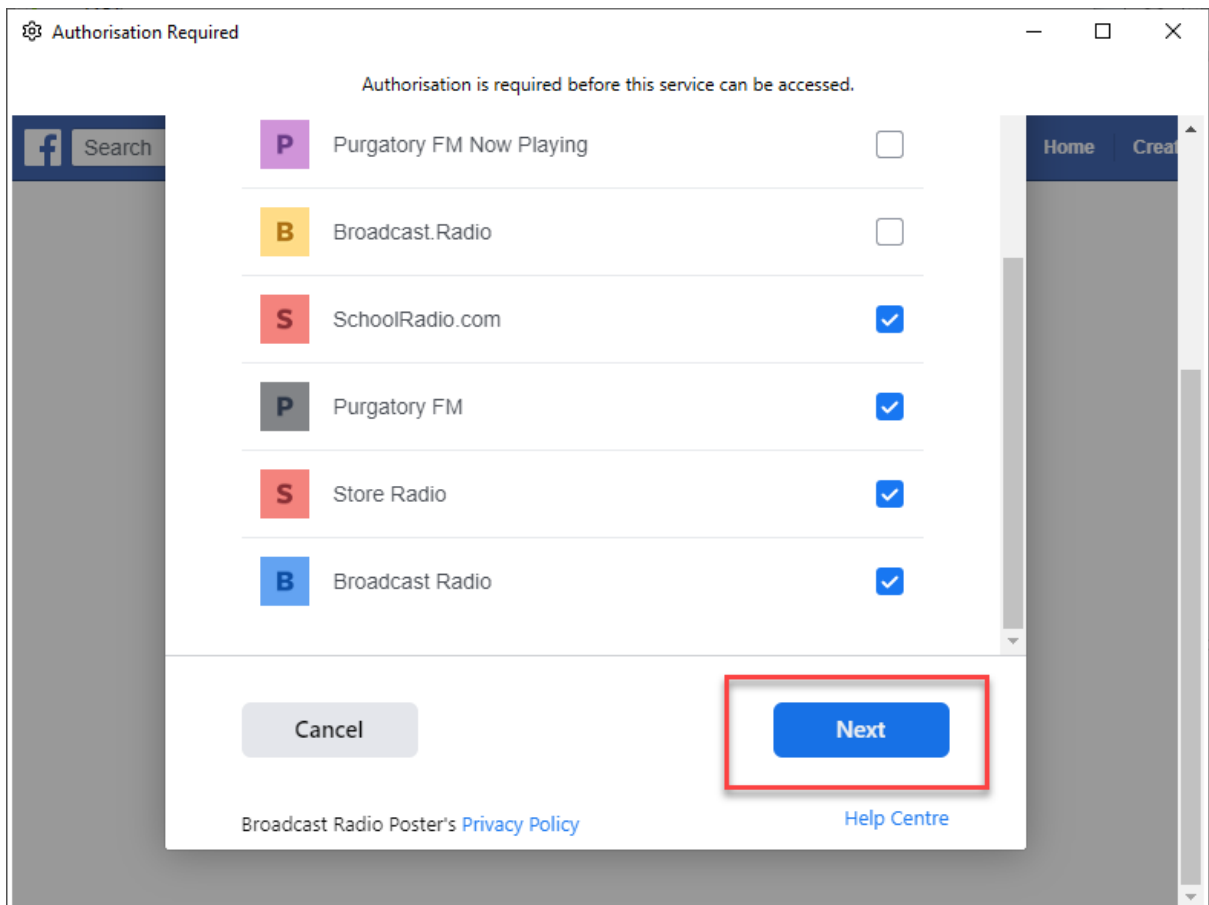 Authorisation Required
Authorisation is required before this service can be accessed.
f Search Home Creat
P Purgatory FM Now Playing
B Broadcast.Radio
S SchoolRadio.com
P Purgatory FM
S Store Radio
B Broadcast Radio
Cancel Next
Broadcast Radio Poster's Privacy Policy Help Centre